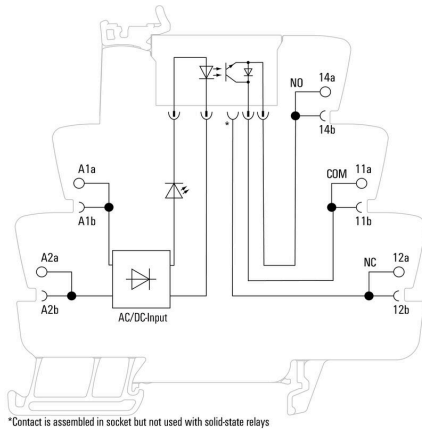 NO
14a
14b
*
A1a
A1b
COM
11a
11b
A2a
A2b
NC
12a
12b
AC/DC-Input
*Contact is assembled in socket but not used with solid-state relays